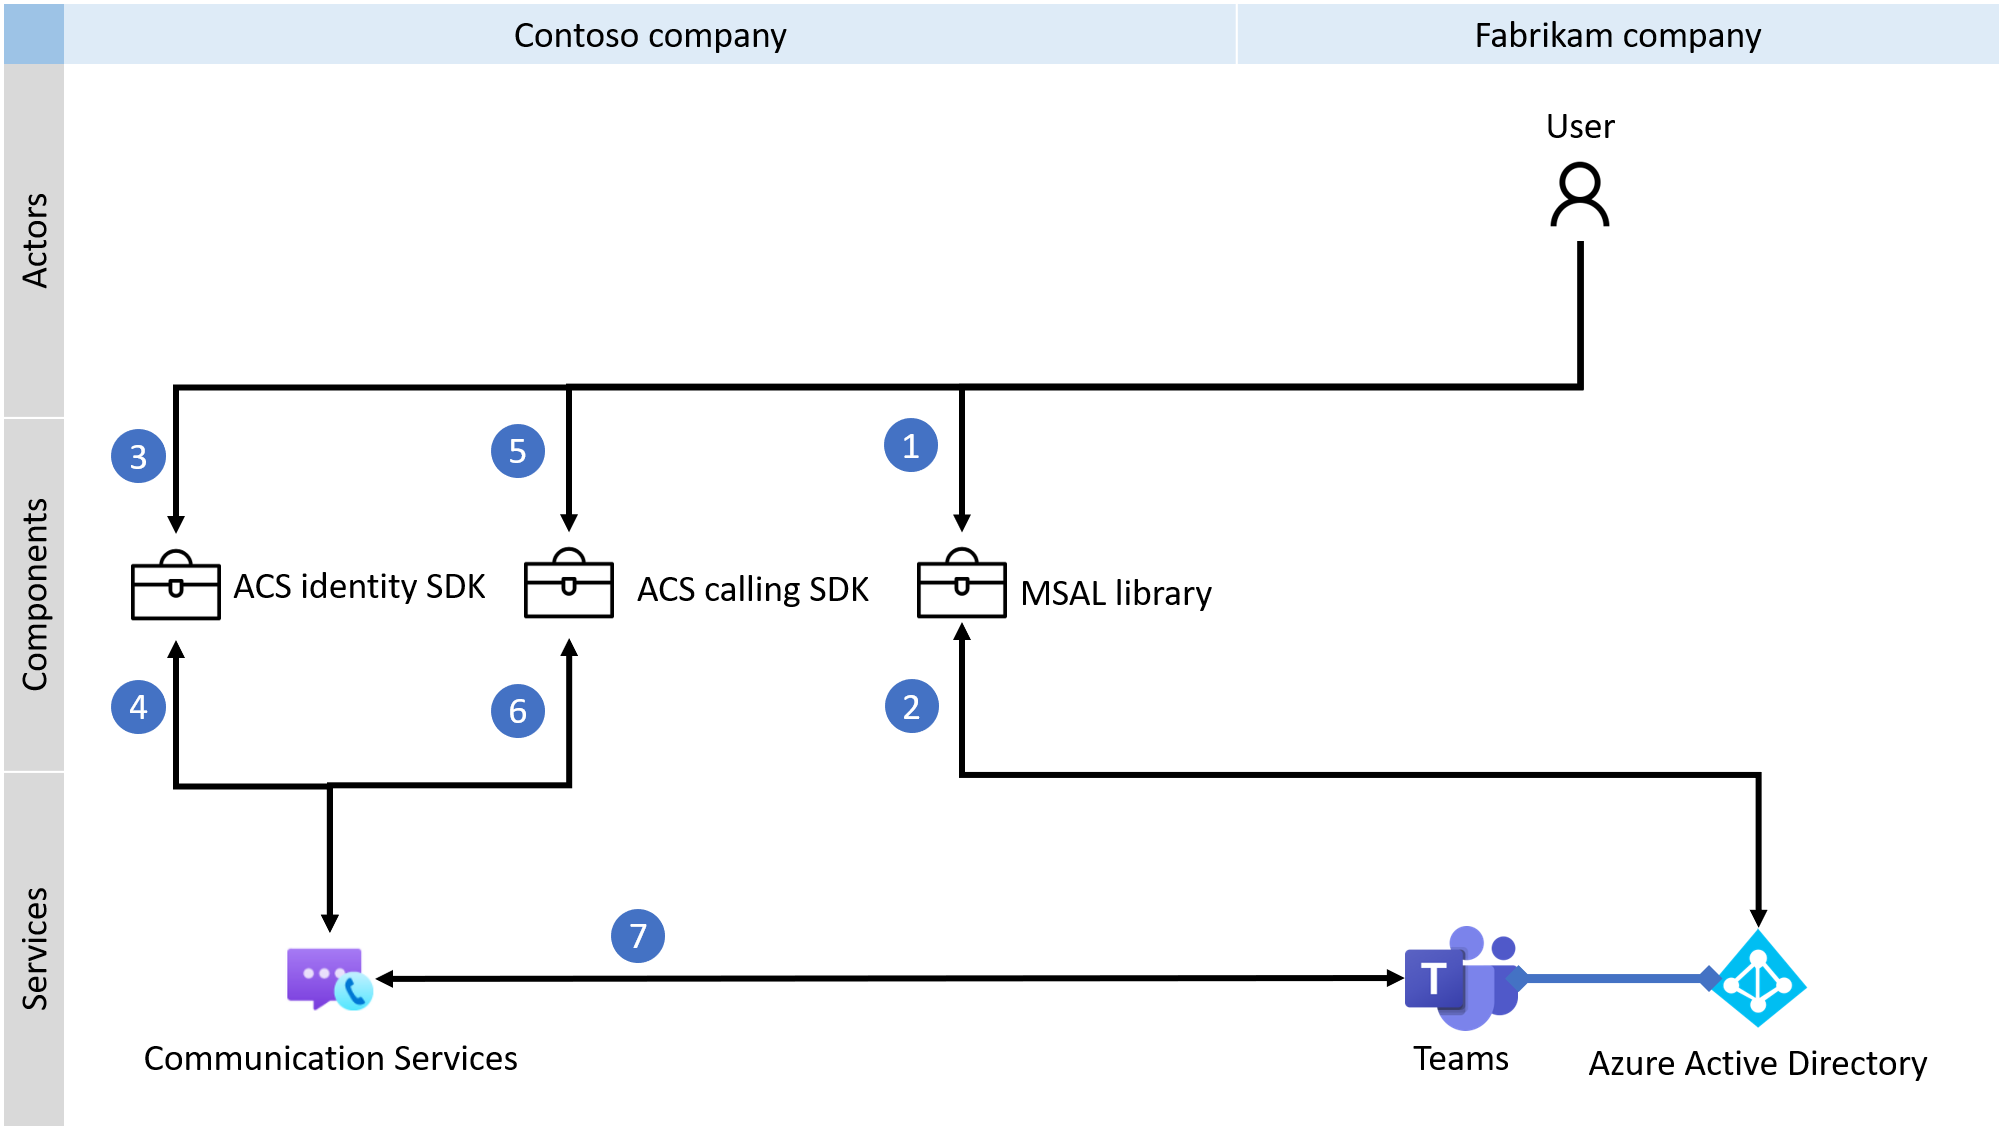 Contoso company
Fabrikam company
User
Actors
3
5
1
Components
ACS identity SDK
ACS calling SDK
MSAL library
4
6
2
Services
7
T
Communication Services
Teams
Azure Active Directory